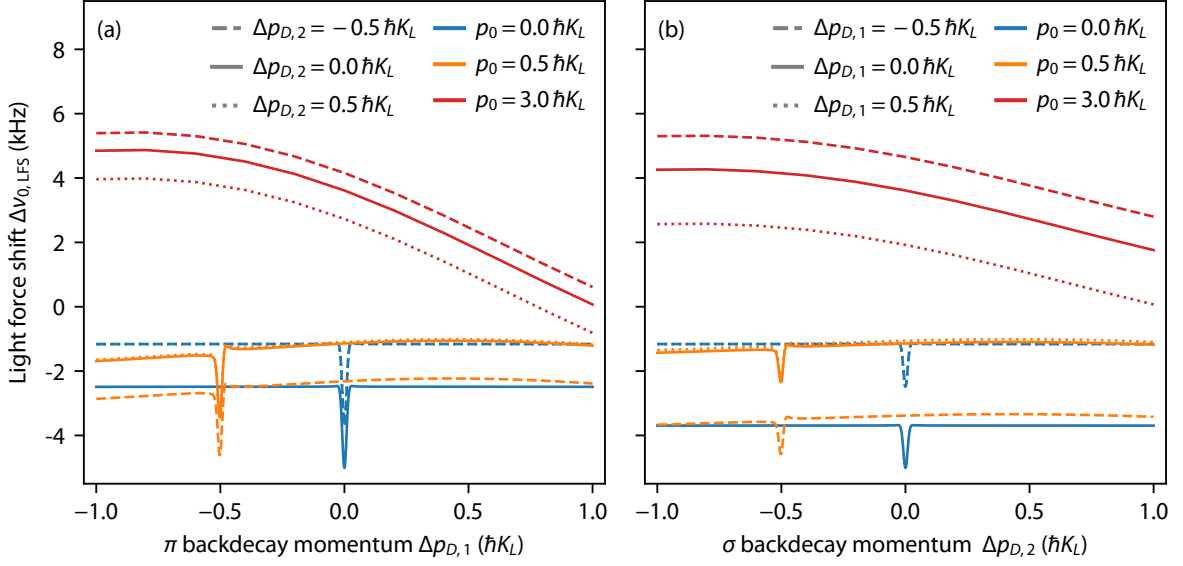 (a)
Δp_{D,2} = −0.5 ℏK_L
Δp_{D,2} = 0.0 ℏK_L
Δp_{D,2} = 0.5 ℏK_L
p_0 = 0.0 ℏK_L
p_0 = 0.5 ℏK_L
p_0 = 3.0 ℏK_L
Light force shift Δν_{0,LFS} (kHz)
8
6
4
2
0
-2
-4
−1.0
−0.5
0.0
0.5
1.0
π backdecay momentum Δp_{D,1} (ℏK_L)
(b)
Δp_{D,1} = −0.5 ℏK_L
Δp_{D,1} = 0.0 ℏK_L
Δp_{D,1} = 0.5 ℏK_L
p_0 = 0.0 ℏK_L
p_0 = 0.5 ℏK_L
p_0 = 3.0 ℏK_L
−1.0
−0.5
0.0
0.5
1.0
σ backdecay momentum Δp_{D,2} (ℏK_L)